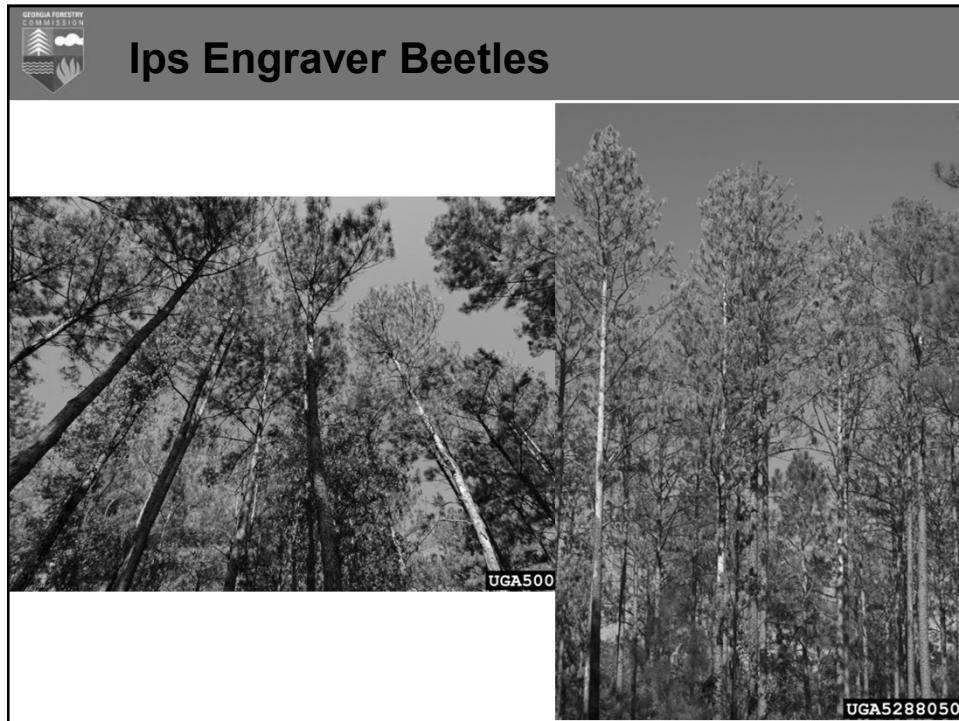 GEORGIA FORESTRY
COMMISSION
Ips Engraver Beetles
UGA500
UGA5288050